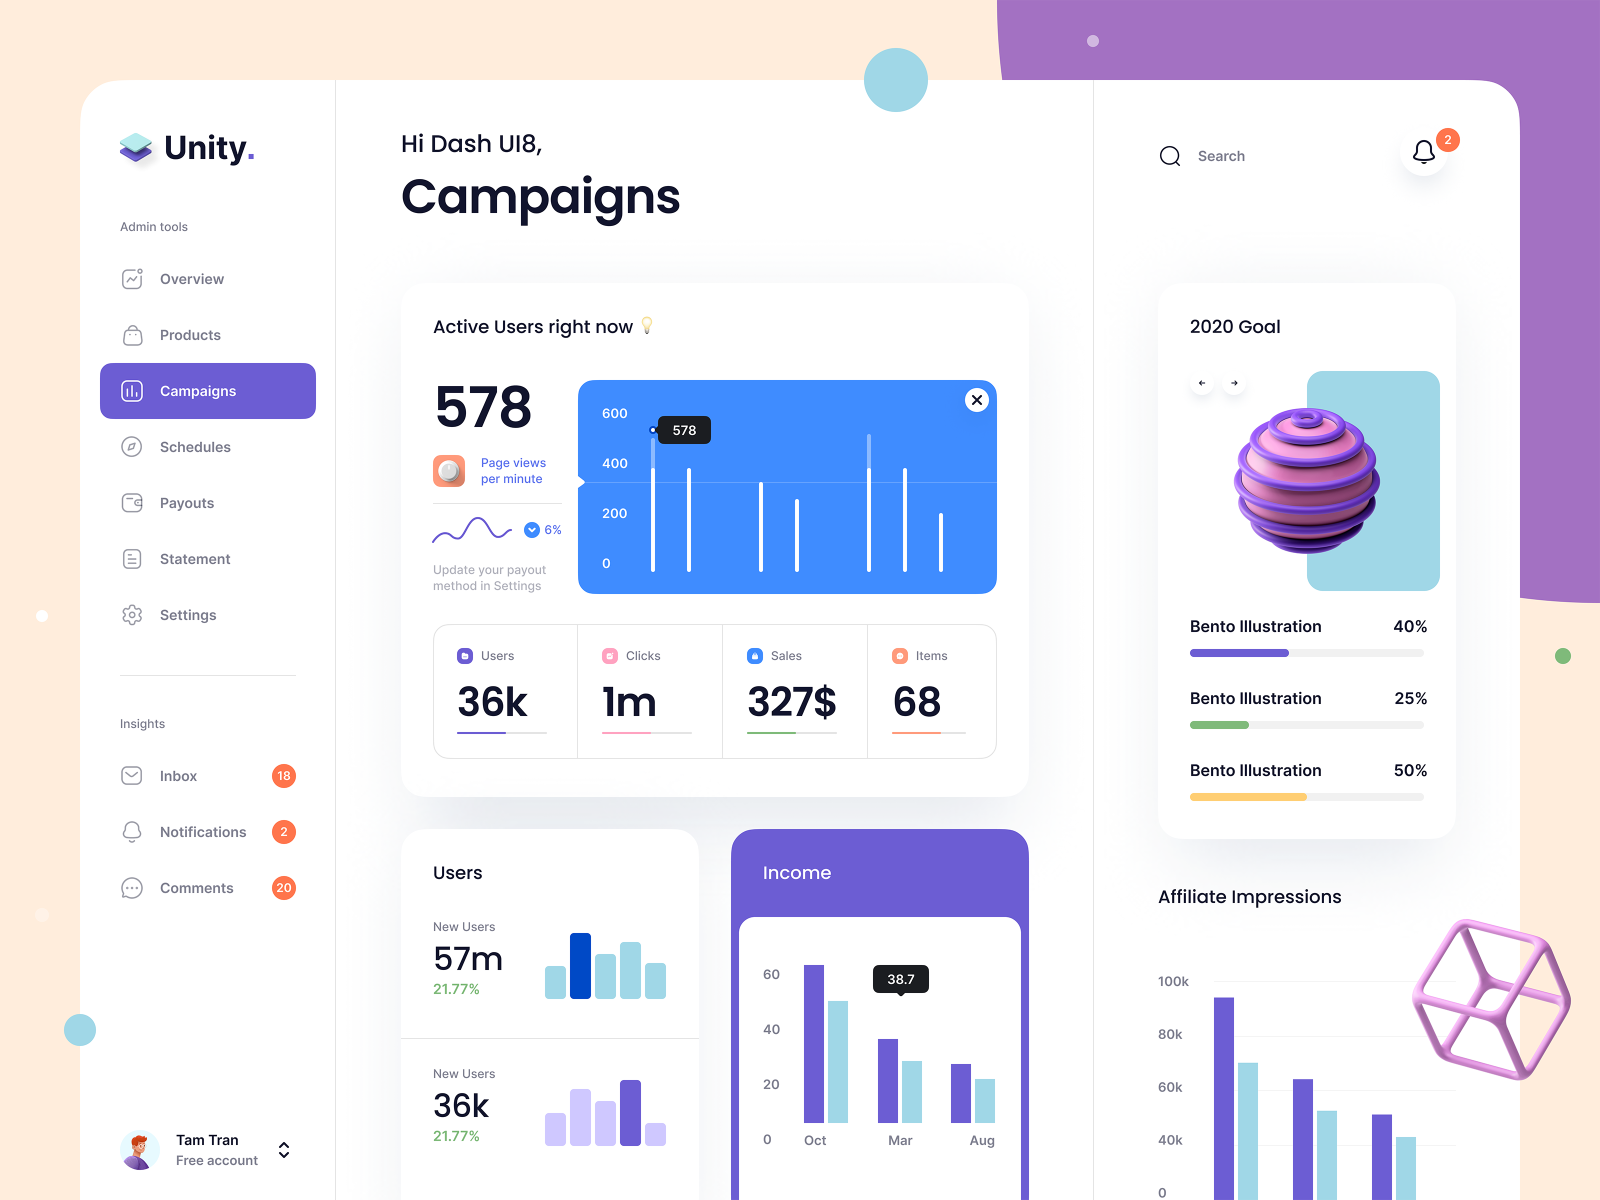 Unity.
Admin tools
Overview
Products
Campaigns
Schedules
Payouts
Statement
Settings
Insights
Inbox 18
Notifications 2
Comments 20
Tam Tran
Free account
Hi Dash UI8,
Campaigns
Active Users right now
578
Page views
per minute
6%
Update your payout
method in Settings
600
578
400
200
0
Users
36k
Clicks
1m
Sales
327$
Items
68
Users
New Users
57m
21.77%
New Users
36k
21.77%
Income
60
38.7
40
20
0
Oct Mar Aug
Search
2
2020 Goal
Bento Illustration 40%
Bento Illustration 25%
Bento Illustration 50%
Affiliate Impressions
100k
80k
60k
40k
0